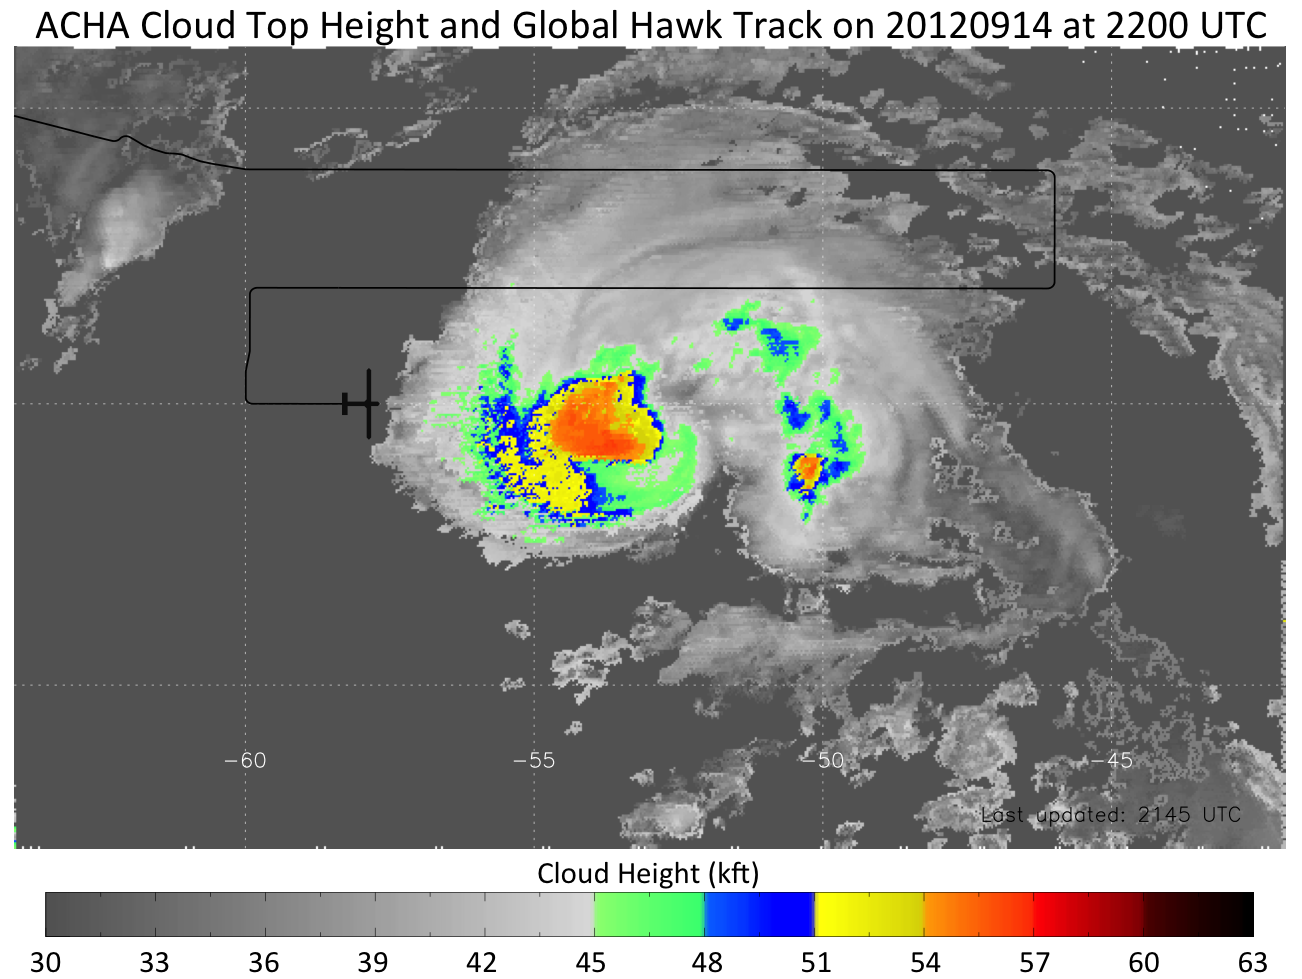 ACHA Cloud Top Height and Global Hawk Track on 20120914 at 2200 UTC
−60 −55 −50 −45
Last updated: 2145 UTC
Cloud Height (kft)
30 33 36 39 42 45 48 51 54 57 60 63